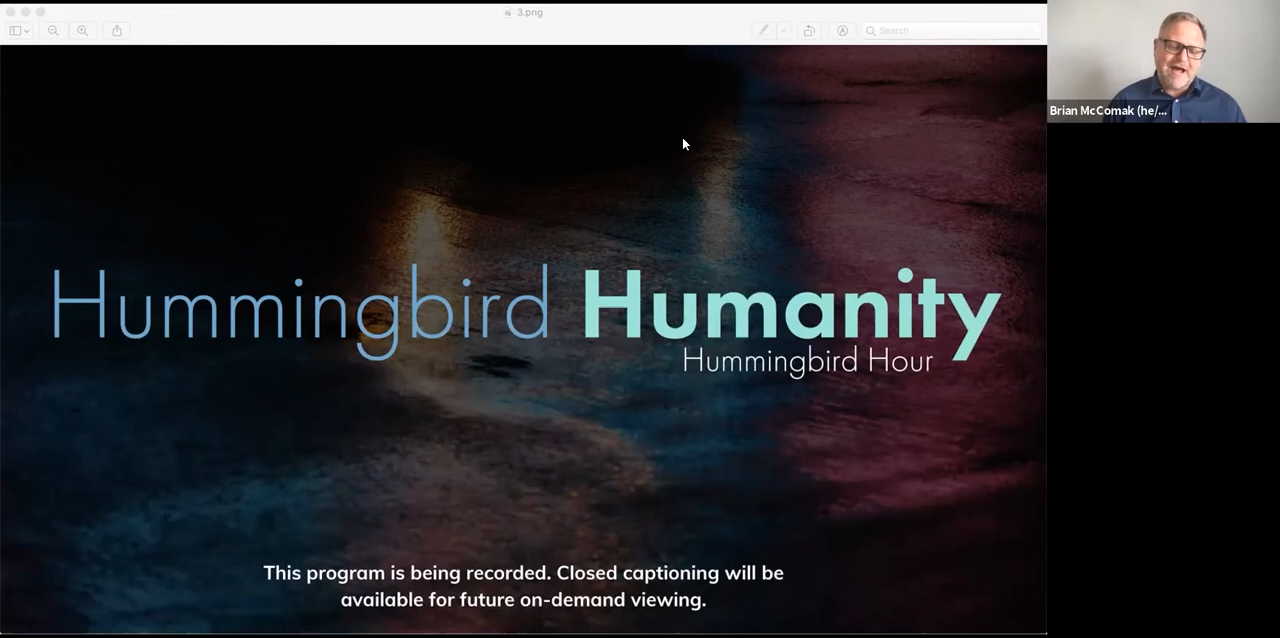 3.png
Search
Brian McComak (he/...
Hummingbird Humanity
Hummingbird Hour
This program is being recorded. Closed captioning will be
available for future on-demand viewing.